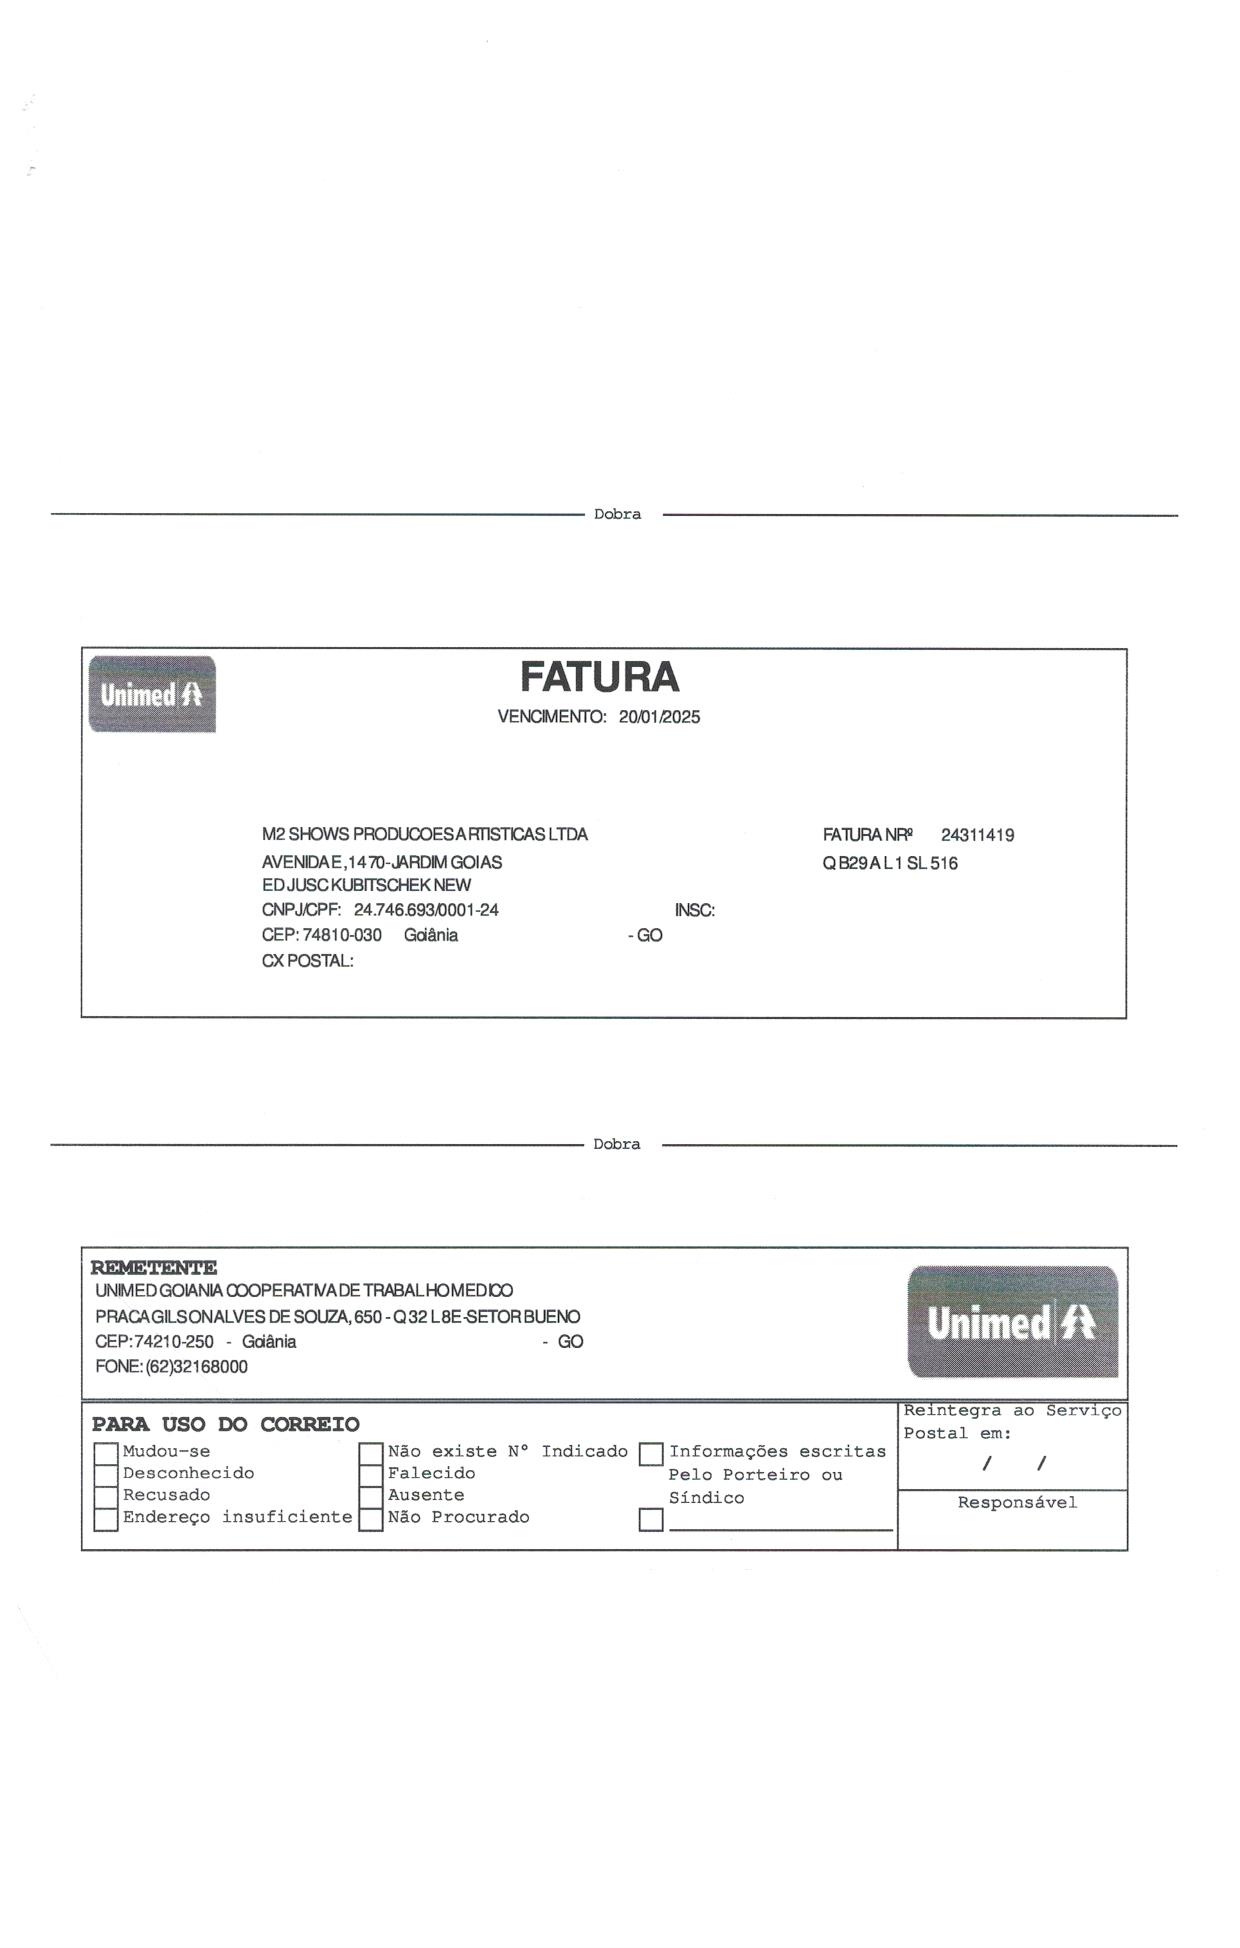 Dobra
Unimed
FATURA
VENCIMENTO: 20/01/2025
M2 SHOWS PRODUCOES ARTISTICAS LTDA FATURA NRº 24311419
AVENIDA E, 1470 - JARDIM GOIAS Q B29A L 1 SL 516
ED JUSC KUBITSCHEK NEW
CNPJ/CPF: 24.746.693/0001-24 INSC:
CEP: 74810-030 Goiânia - GO
CX POSTAL:
Dobra
REMETENTE
UNIMED GOIANIA COOPERATIVA DE TRABALHO MEDICO
PRACA GILSON ALVES DE SOUZA, 650 - Q 32 L 8E - SETOR BUENO
CEP: 74210-250 - Goiânia - GO
FONE: (62)32168000
Unimed
PARA USO DO CORREIO
Mudou-se
Desconhecido
Recusado
Endereço insuficiente
Não existe Nº Indicado
Falecido
Ausente
Não Procurado
Informações escritas
Pelo Porteiro ou
Síndico
Reintegra ao Serviço
Postal em:
/ /
Responsável